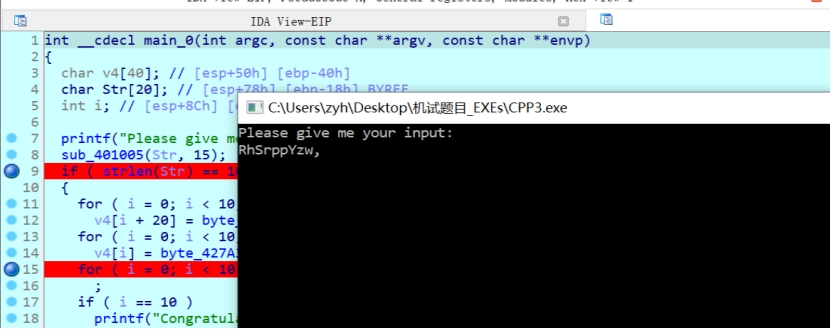 IDA View-EIP
1 int __cdecl main_0(int argc, const char **argv, const char **envp)
2 {
3 char v4[40]; // [esp+50h] [ebp-40h]
4 char Str[20]; // [esp+78h] [ebp-18h] BYREF
5 int i; // [esp+8Ch]
C:\Users\zyh\Desktop\机试题目_EXEs\CPP3.exe
Please give me your input:
RhSrppYzw,
6
7 printf("Please give me
8 sub_401005(Str, 15);
9 if ( strlen(Str) == 10
10 {
11 for ( i = 0; i < 10
12 v4[i + 20] = byte_
13 for ( i = 0; i < 10
14 v4[i] = byte_427A
15 for ( i = 0; i < 10
16 ;
17 if ( i == 10 )
18 printf("Congratul